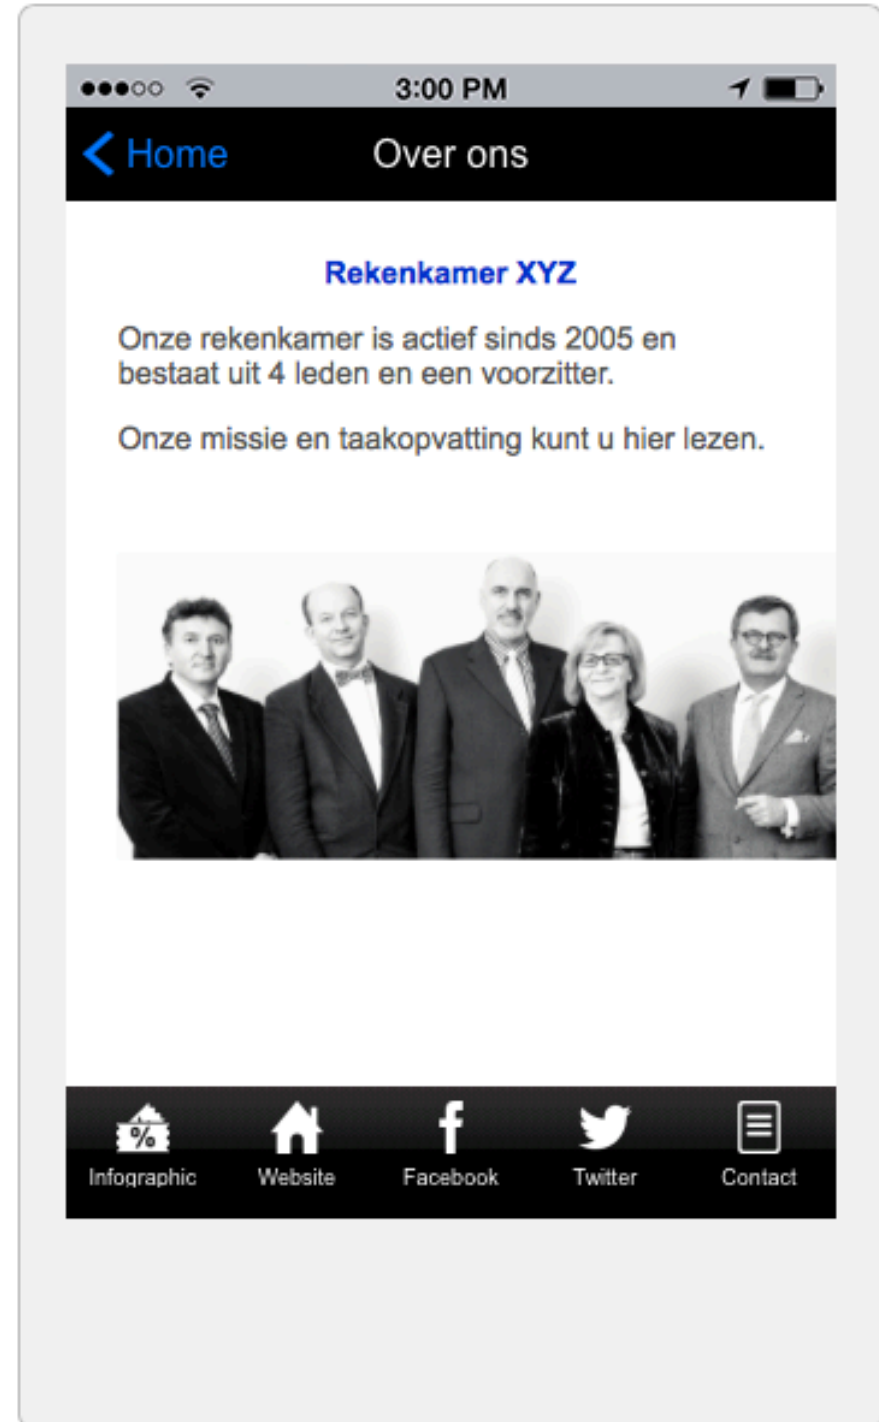 3:00 PM
Home
Over ons
Rekenkamer XYZ
Onze rekenkamer is actief sinds 2005 en
bestaat uit 4 leden en een voorzitter.
Onze missie en taakopvatting kunt u hier lezen.
%
Infographic
Website
Facebook
Twitter
Contact